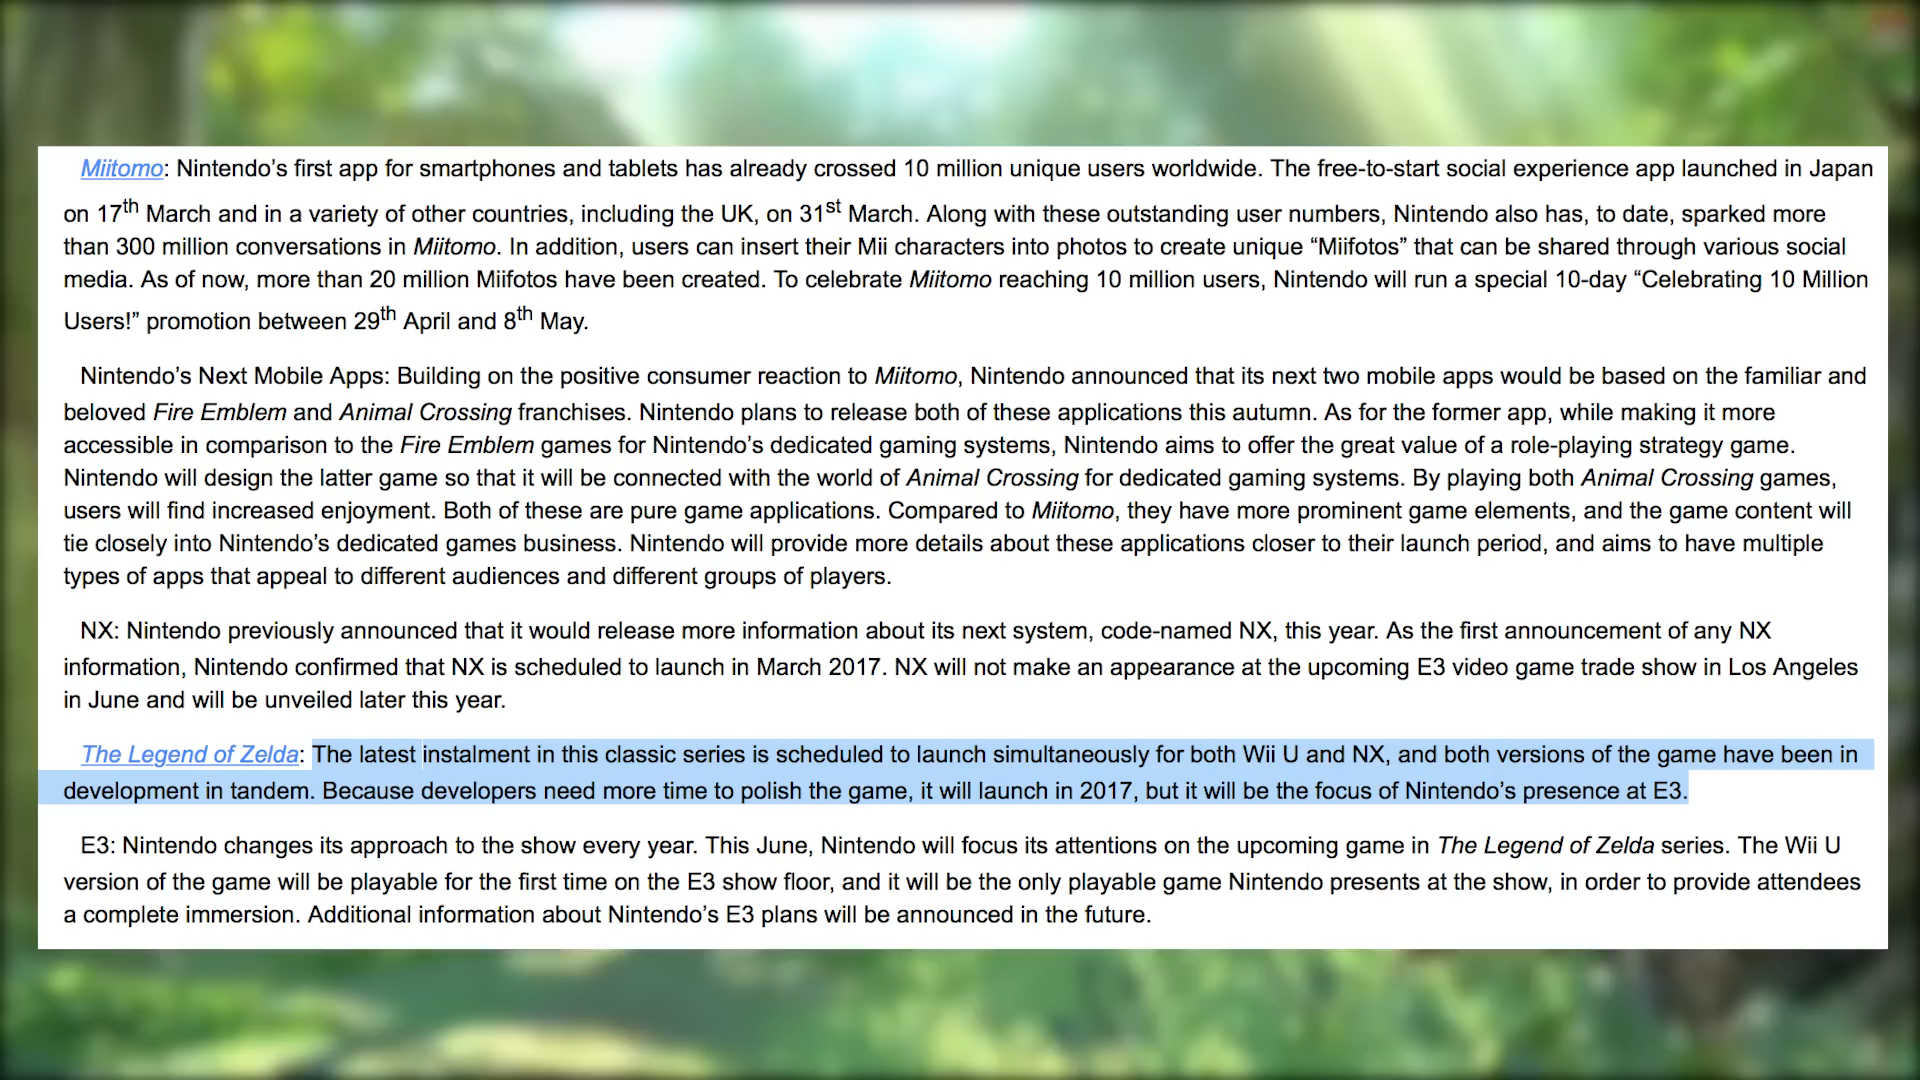 Miitomo: Nintendo’s first app for smartphones and tablets has already crossed 10 million unique users worldwide. The free-to-start social experience app launched in Japan
on 17th March and in a variety of other countries, including the UK, on 31st March. Along with these outstanding user numbers, Nintendo also has, to date, sparked more
than 300 million conversations in Miitomo. In addition, users can insert their Mii characters into photos to create unique “Miifotos” that can be shared through various social
media. As of now, more than 20 million Miifotos have been created. To celebrate Miitomo reaching 10 million users, Nintendo will run a special 10-day “Celebrating 10 Million
Users!” promotion between 29th April and 8th May.
Nintendo’s Next Mobile Apps: Building on the positive consumer reaction to Miitomo, Nintendo announced that its next two mobile apps would be based on the familiar and
beloved Fire Emblem and Animal Crossing franchises. Nintendo plans to release both of these applications this autumn. As for the former app, while making it more
accessible in comparison to the Fire Emblem games for Nintendo’s dedicated gaming systems, Nintendo aims to offer the great value of a role-playing strategy game.
Nintendo will design the latter game so that it will be connected with the world of Animal Crossing for dedicated gaming systems. By playing both Animal Crossing games,
users will find increased enjoyment. Both of these are pure game applications. Compared to Miitomo, they have more prominent game elements, and the game content will
tie closely into Nintendo’s dedicated games business. Nintendo will provide more details about these applications closer to their launch period, and aims to have multiple
types of apps that appeal to different audiences and different groups of players.
NX: Nintendo previously announced that it would release more information about its next system, code-named NX, this year. As the first announcement of any NX
information, Nintendo confirmed that NX is scheduled to launch in March 2017. NX will not make an appearance at the upcoming E3 video game trade show in Los Angeles
in June and will be unveiled later this year.
The Legend of Zelda: The latest instalment in this classic series is scheduled to launch simultaneously for both Wii U and NX, and both versions of the game have been in
development in tandem. Because developers need more time to polish the game, it will launch in 2017, but it will be the focus of Nintendo’s presence at E3.
E3: Nintendo changes its approach to the show every year. This June, Nintendo will focus its attentions on the upcoming game in The Legend of Zelda series. The Wii U
version of the game will be playable for the first time on the E3 show floor, and it will be the only playable game Nintendo presents at the show, in order to provide attendees
a complete immersion. Additional information about Nintendo’s E3 plans will be announced in the future.